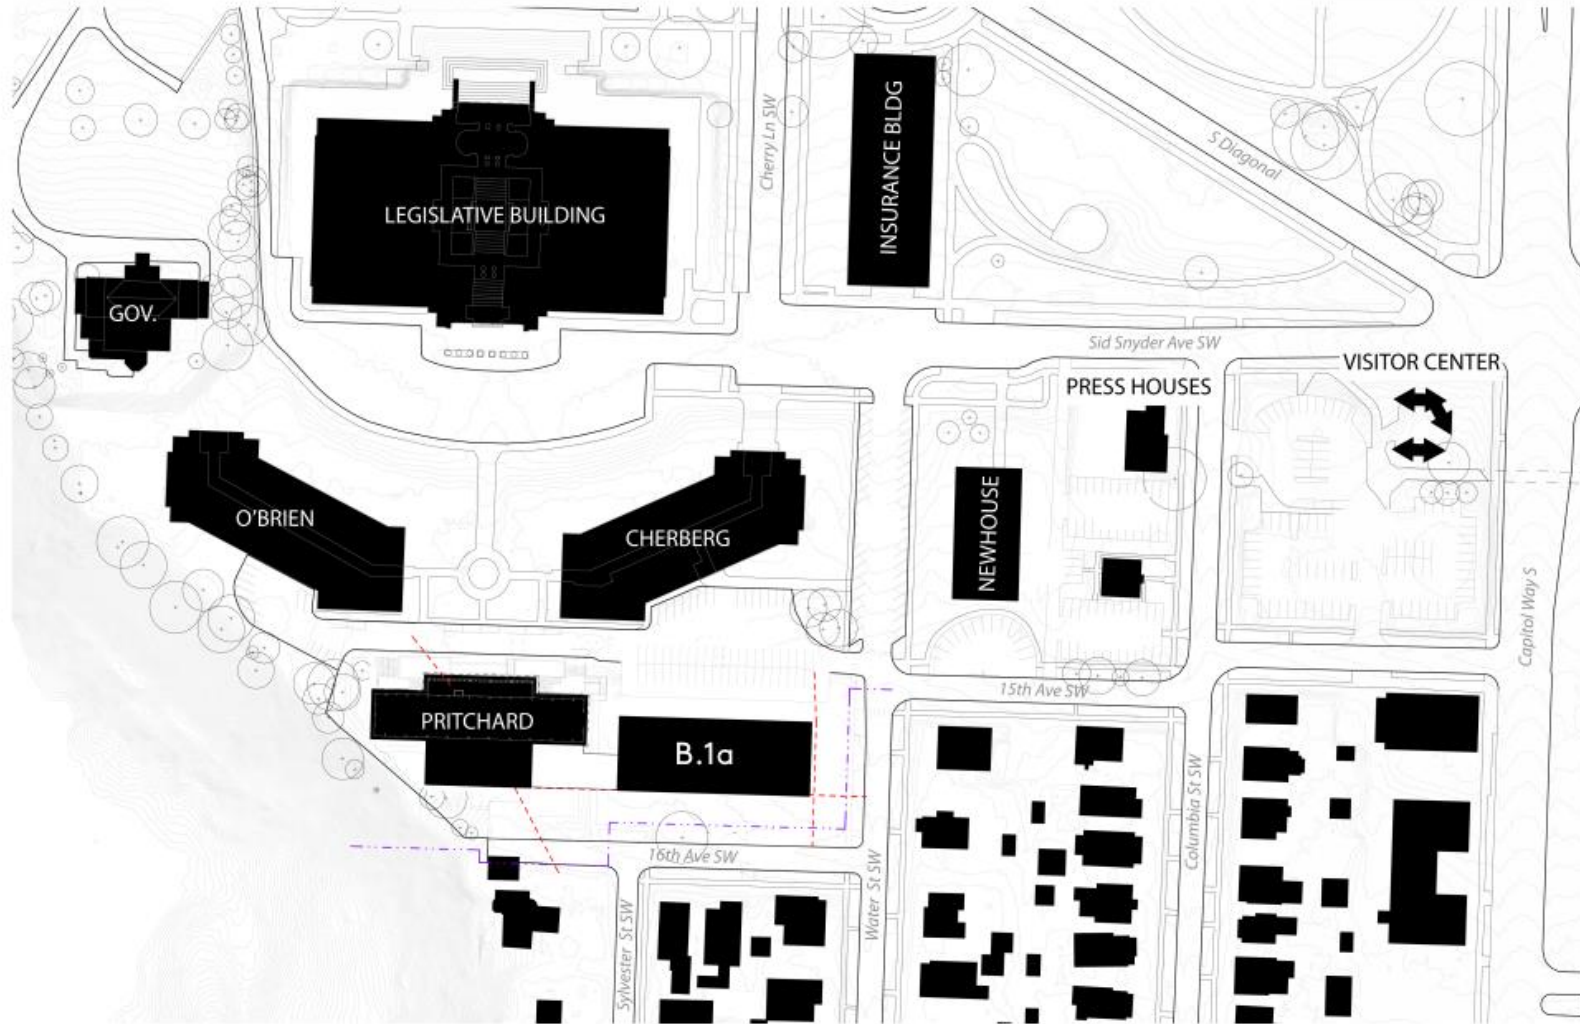 Cherry Ln SW
INSURANCE BLDG
S Diagonal
LEGISLATIVE BUILDING
GOV.
Sid Snyder Ave SW
VISITOR CENTER
PRESS HOUSES
O'BRIEN
CHERBERG
NEWHOUSE
Capitol Way S
15th Ave SW
PRITCHARD
B.1a
16th Ave SW
Columbia St SW
Water St SW
Sylvester St SW